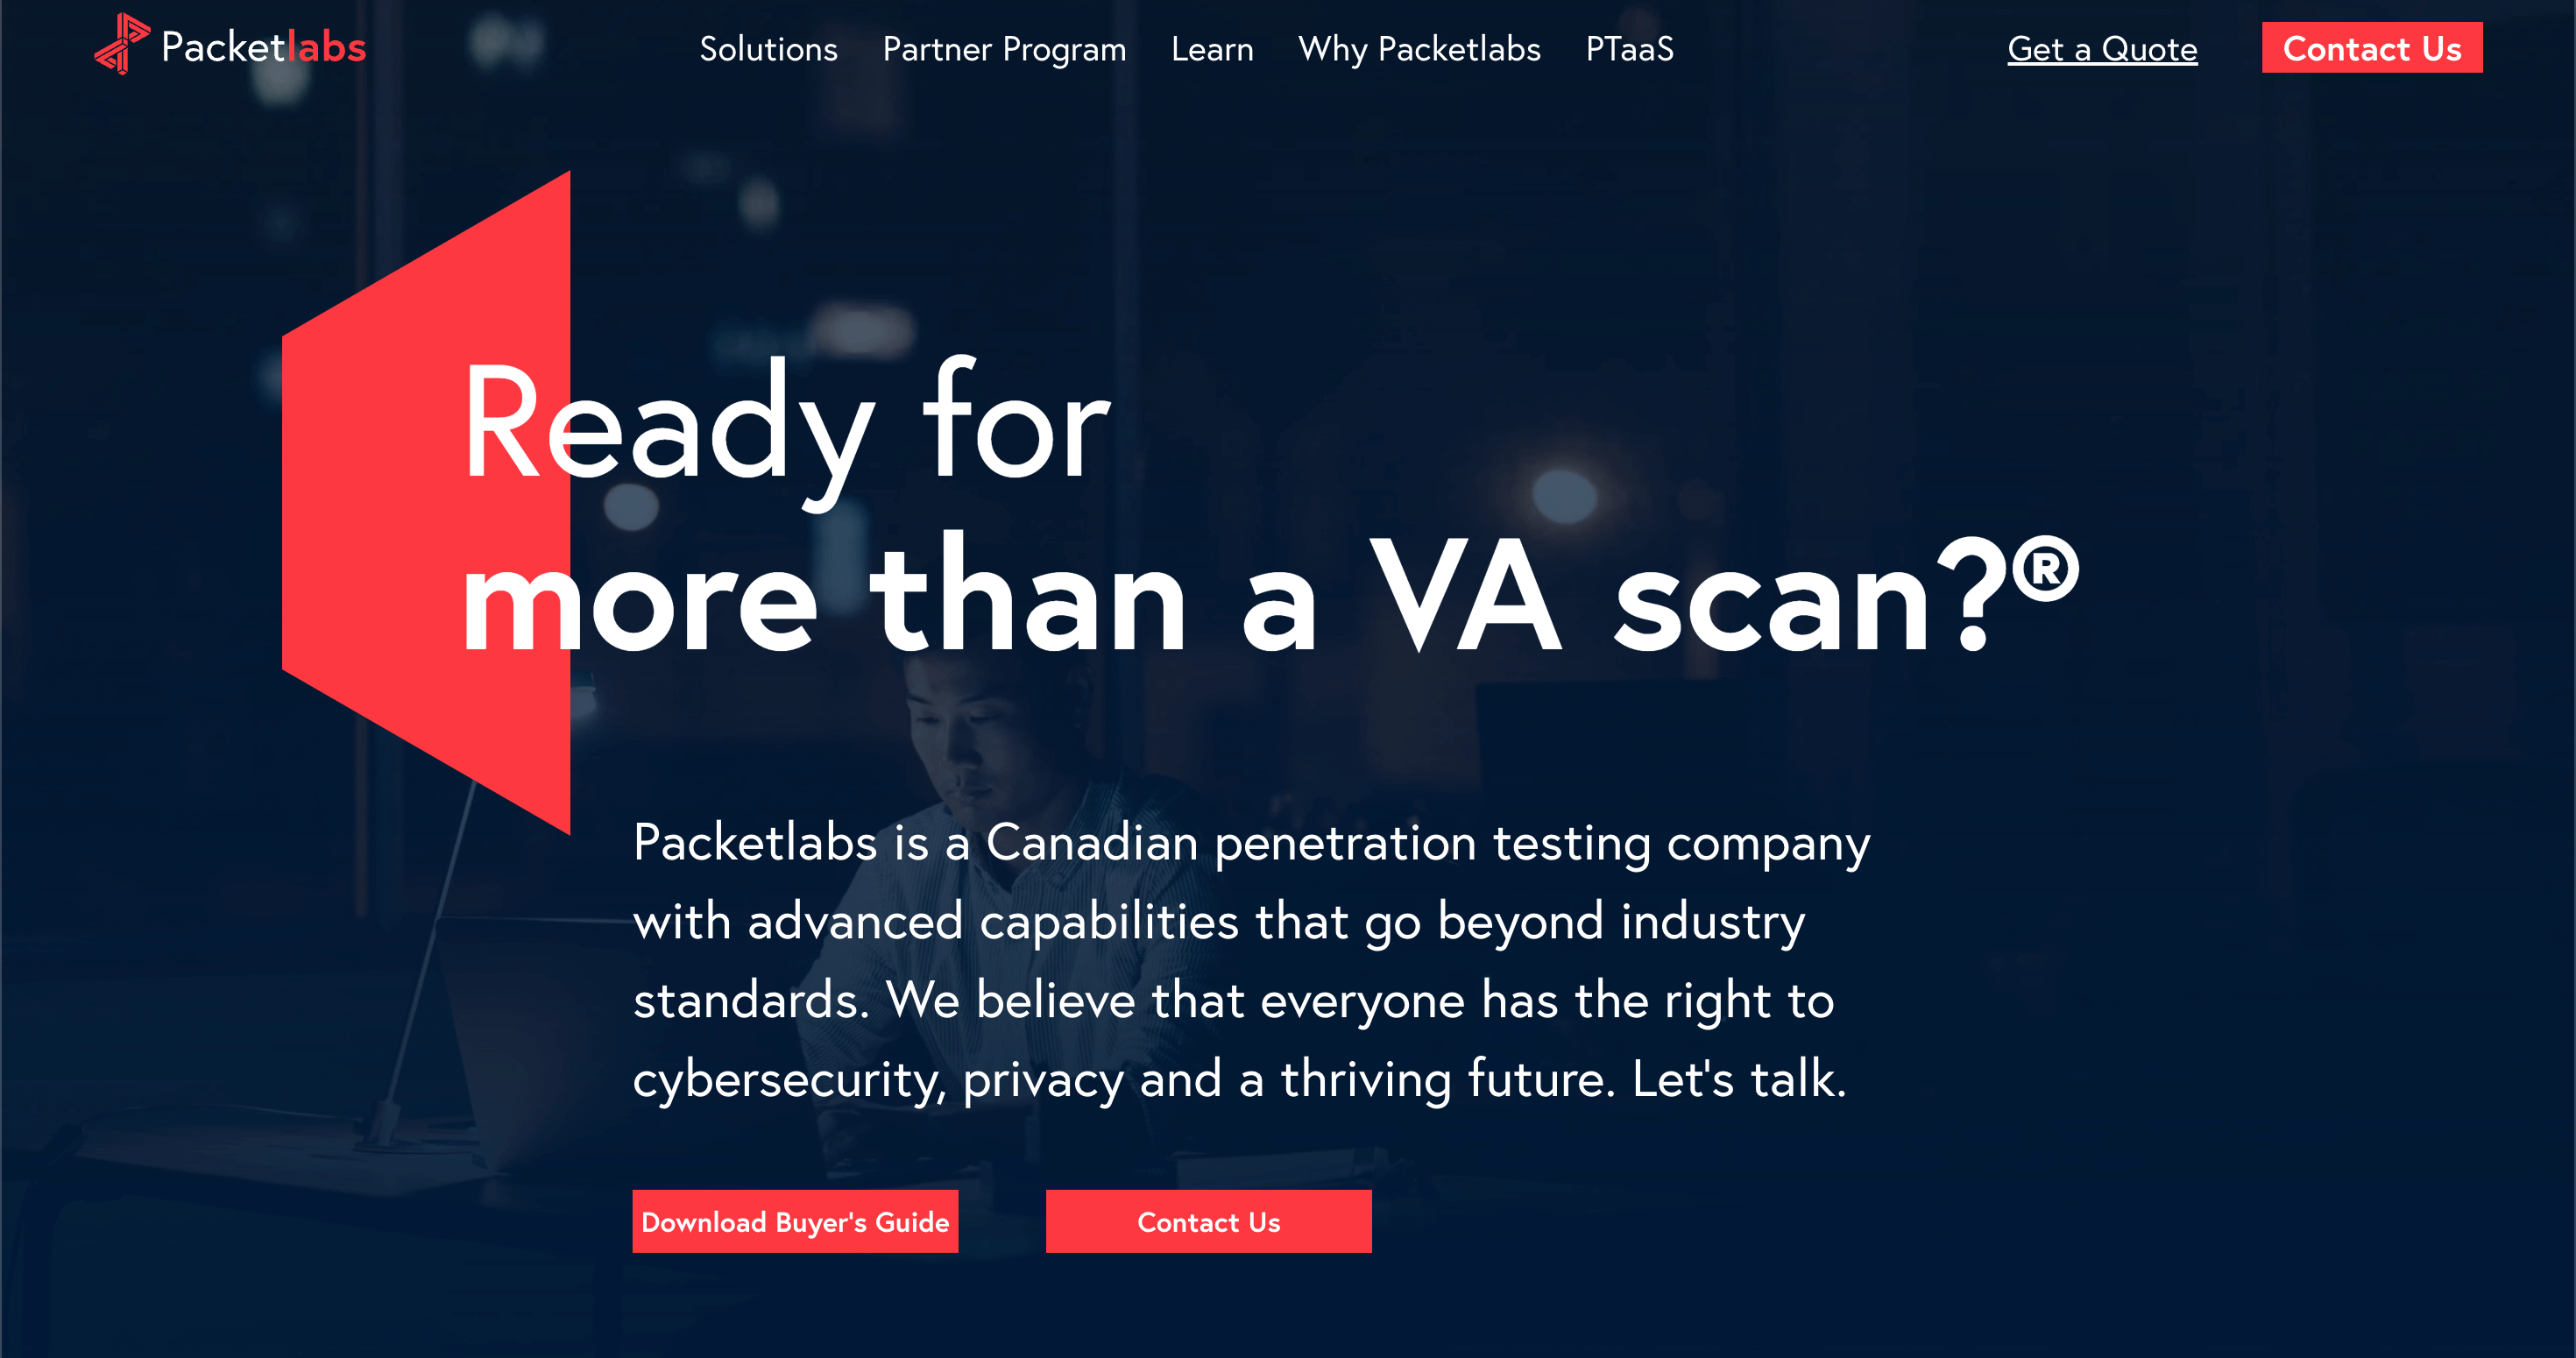 Packetlabs
Solutions
Partner Program
Learn
Why Packetlabs
PTaaS
Get a Quote
Contact Us
Ready for
more than a VA scan?®
Packetlabs is a Canadian penetration testing company
with advanced capabilities that go beyond industry
standards. We believe that everyone has the right to
cybersecurity, privacy and a thriving future. Let's talk.
Download Buyer's Guide
Contact Us